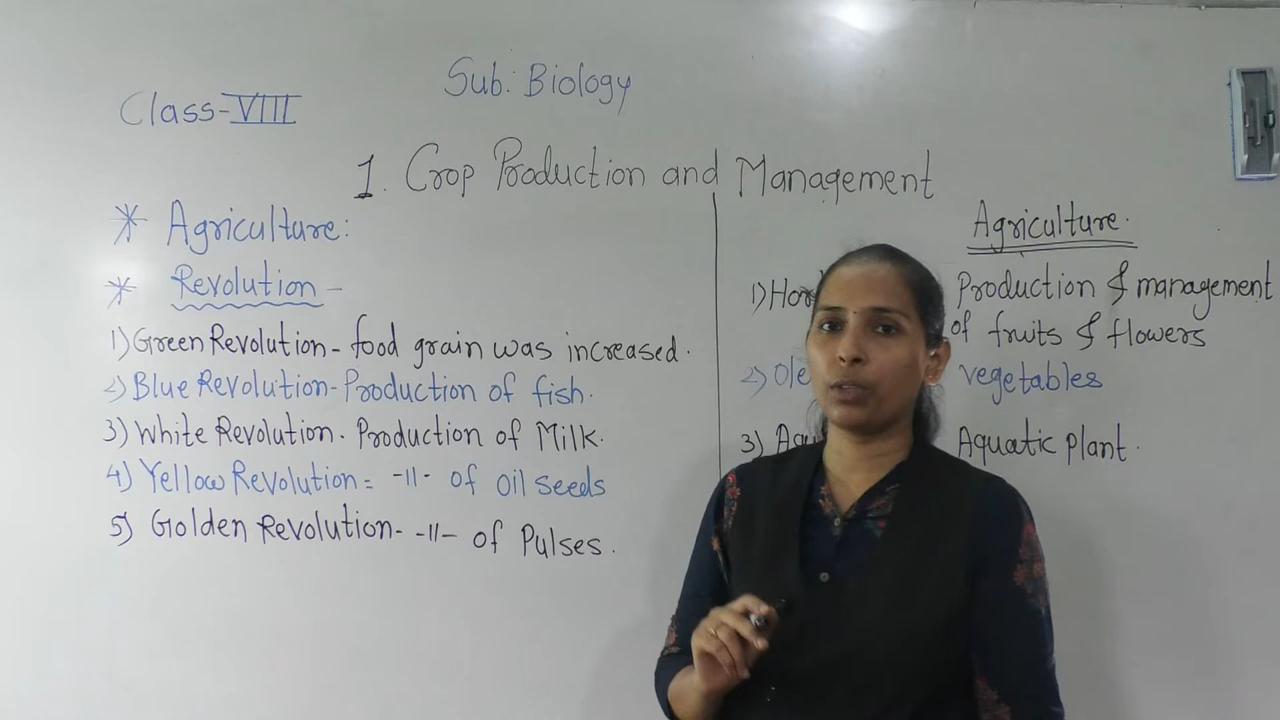 Sub: Biology
Class-VIII
1. Crop Production and Management
* Agriculture:
* Revolution -
1) Green Revolution - food grain was increased.
2) Blue Revolution - Production of fish.
3) White Revolution. Production of Milk.
4) Yellow Revolution = -11- of oil seeds
5) Golden Revolution- -11- of Pulses.
Agriculture.
1) Production & management
of fruits & flowers
2) vegetables
3) Aquatic plant.